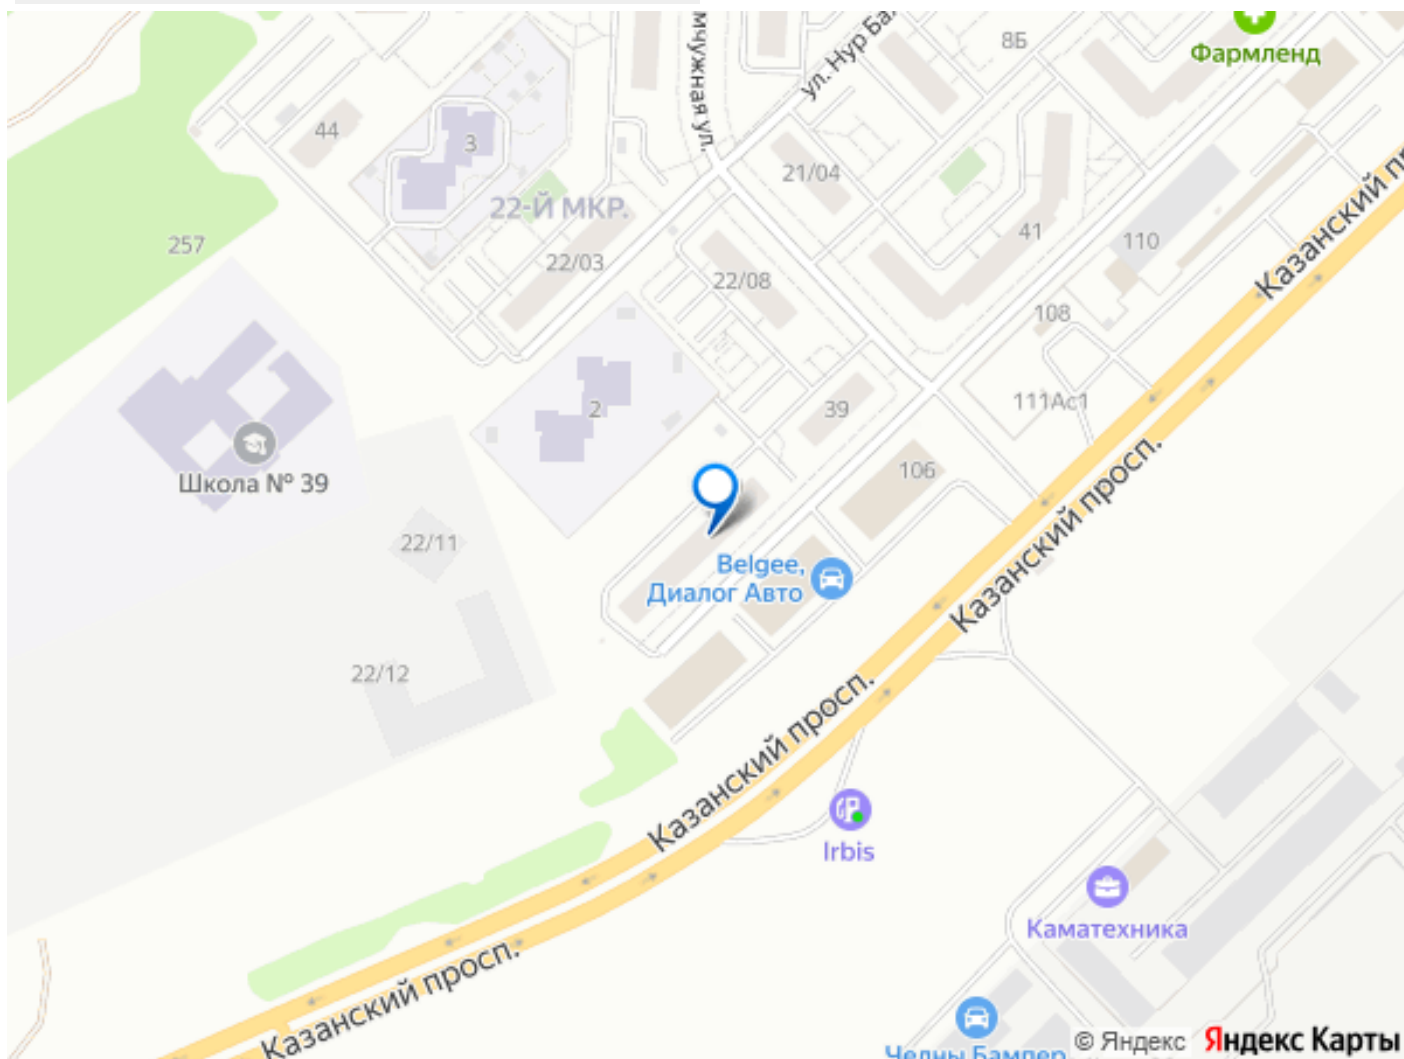 мчужная ул.
ул. Нур Ба
8Б
Фармленд
44
3
21/04
22-Й МКР.
257
22/03
22/08
41
110
Казанский пр
108
2
39
111Ас1
Школа № 39
106
22/11
Belgee,
Диалог Авто
Казанский просп.
22/12
Казанский просп.
Irbis
Каматехника
Казанский просп.
Челны Бампер
© Яндекс Яндекс Карты